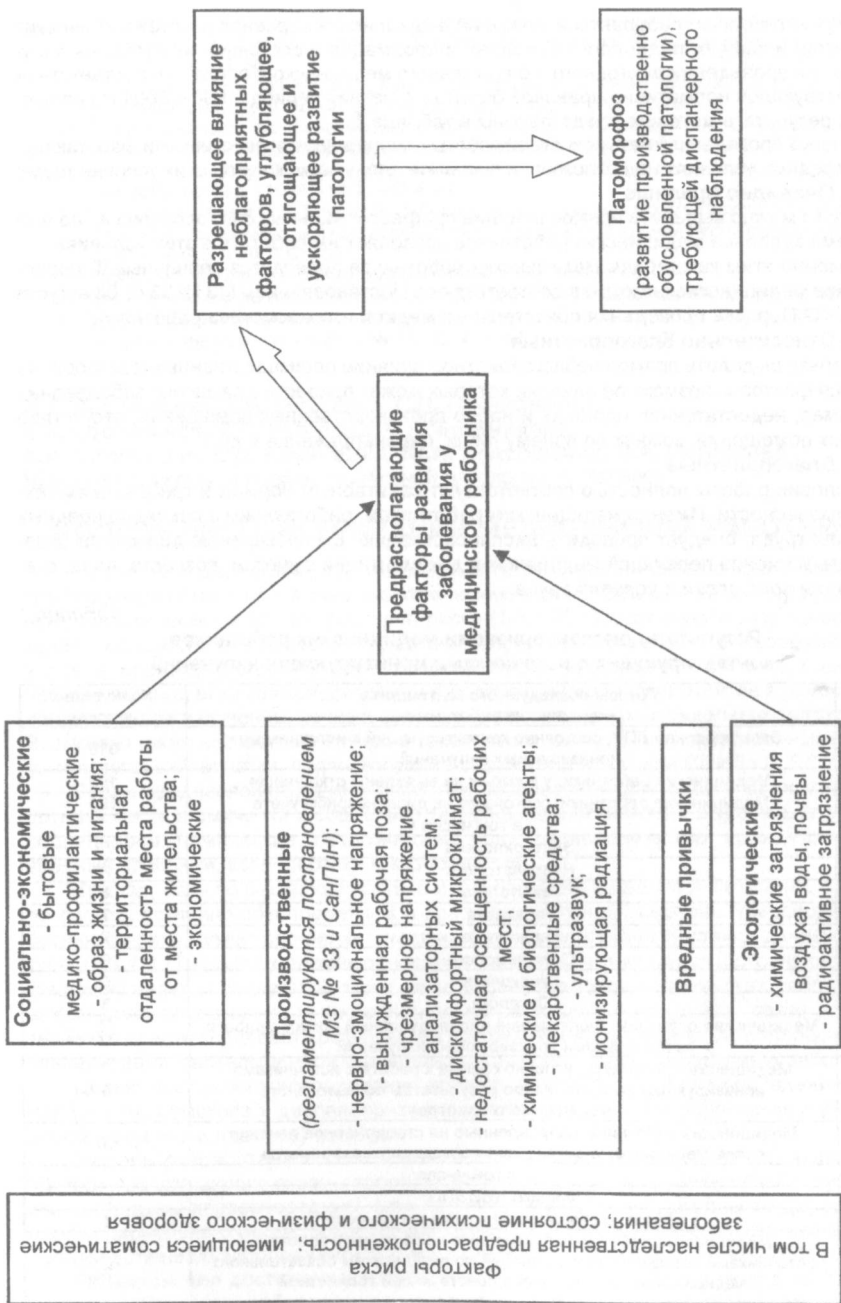 Факторы риска
В том числе наследственная предрасположенность; имеющиеся соматические
заболевания; состояние психического и физического здоровья
Социально-экономические
- бытовые
медико-профилактические
образ жизни и питания;
- территориальная
отдаленность места работы
от места жительства;
- экономические
Производственные
(регламентируются постановлением
МЗ № 33 и СанПиН):
- нервно-эмоциональное напряжение;
- вынужденная рабочая поза;
- чрезмерное напряжение
анализаторных систем;
- дискомфортный микроклимат;
- недостаточная освещенность рабочих
мест;
- химические и биологические агенты;
- лекарственные средства;
- ультразвук;
- ионизирующая радиация
Вредные привычки
Экологические
- химические загрязнения
воздуха, воды, почвы
радиоактивное загрязнение
Предрасполагающие
факторы развития
заболевания у
медицинского работника
Разрешающее влияние
неблагоприятных
факторов, углубляющее,
отягощающее и
ускоряющее развитие
патологии
Патоморфоз
(развитие производственно
обусловленной патологии),
требующей диспансерного
наблюдения